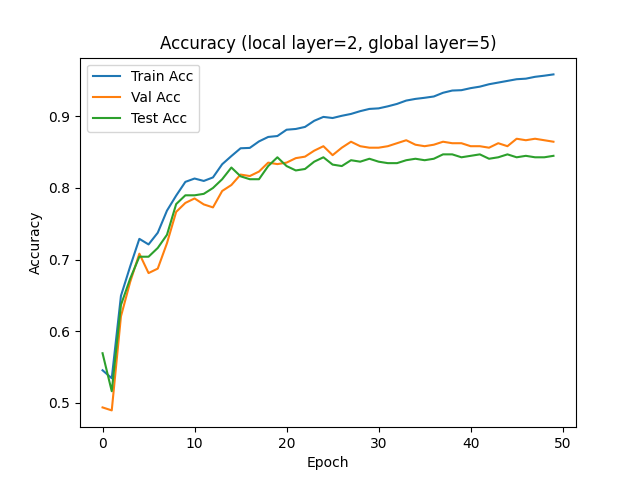 Accuracy (local layer=2, global layer=5)
Train Acc
Val Acc
Test Acc
0.9
0.8
0.7
0.6
0.5
Accuracy
0 10 20 30 40 50
Epoch